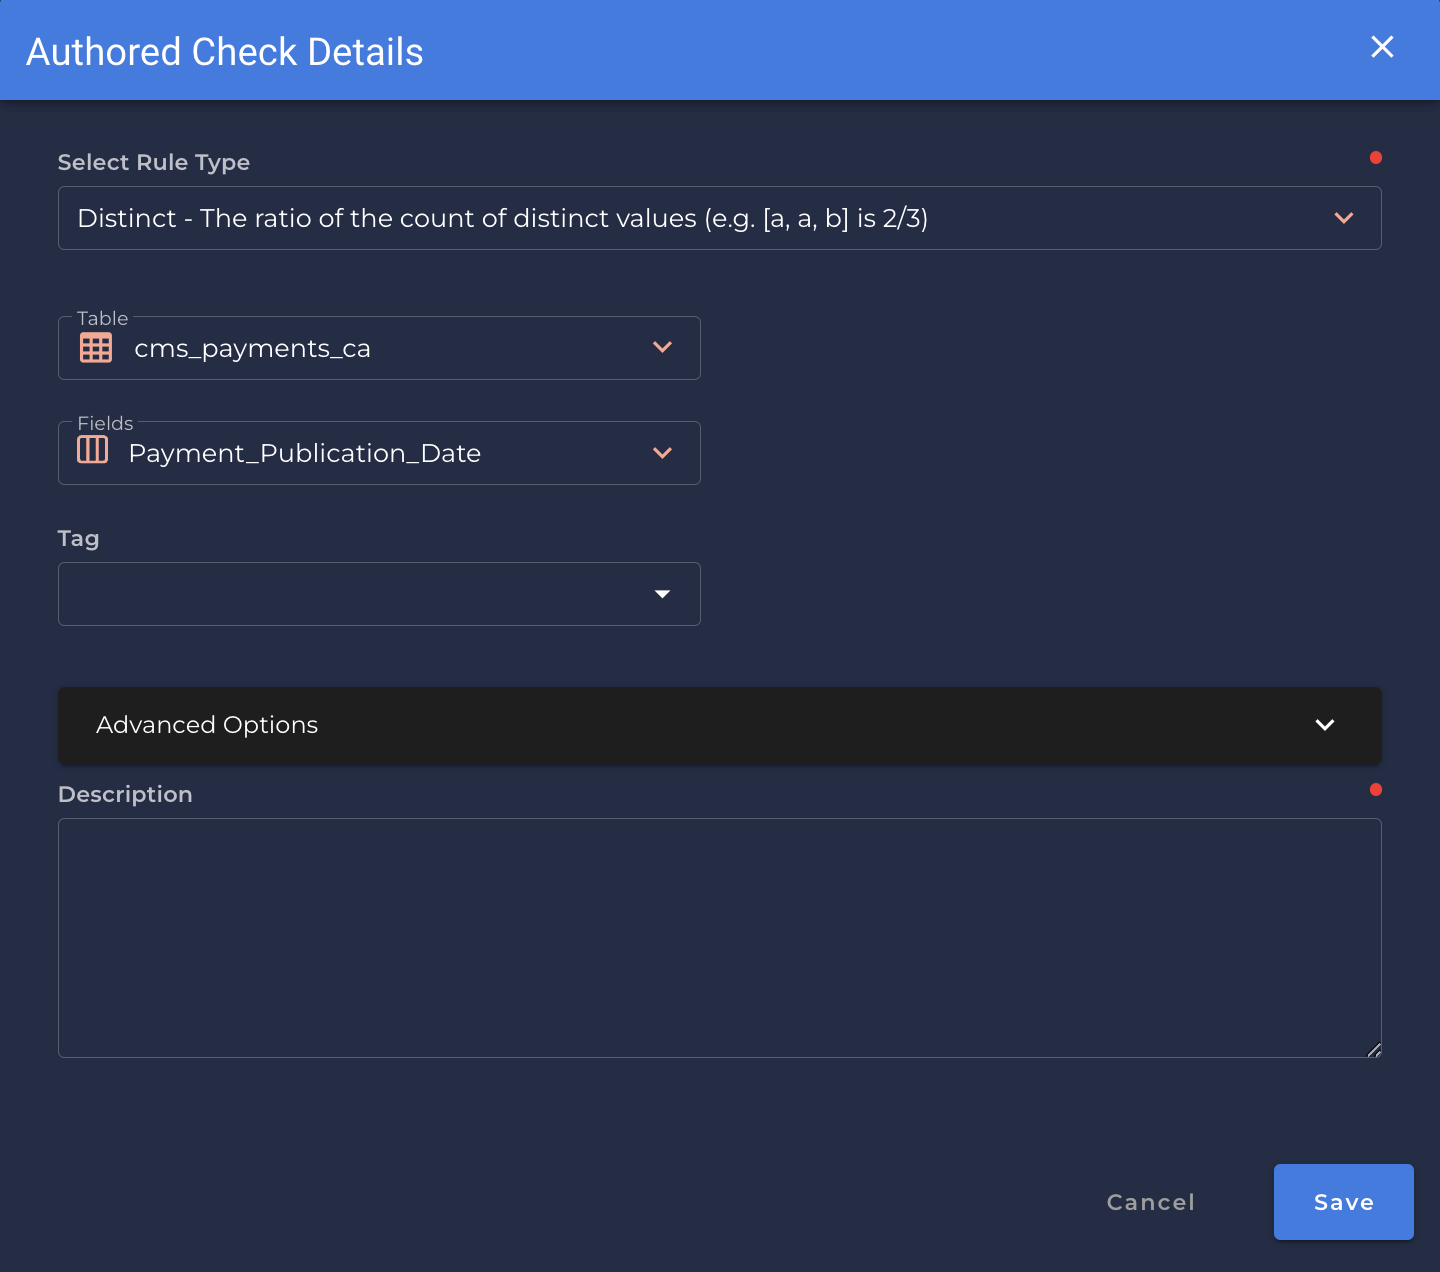 Authored Check Details
Select Rule Type
Distinct - The ratio of the count of distinct values (e.g. [a, a, b] is 2/3)
Table
cms_payments_ca
Fields
Payment_Publication_Date
Tag
Advanced Options
Description
Cancel
Save